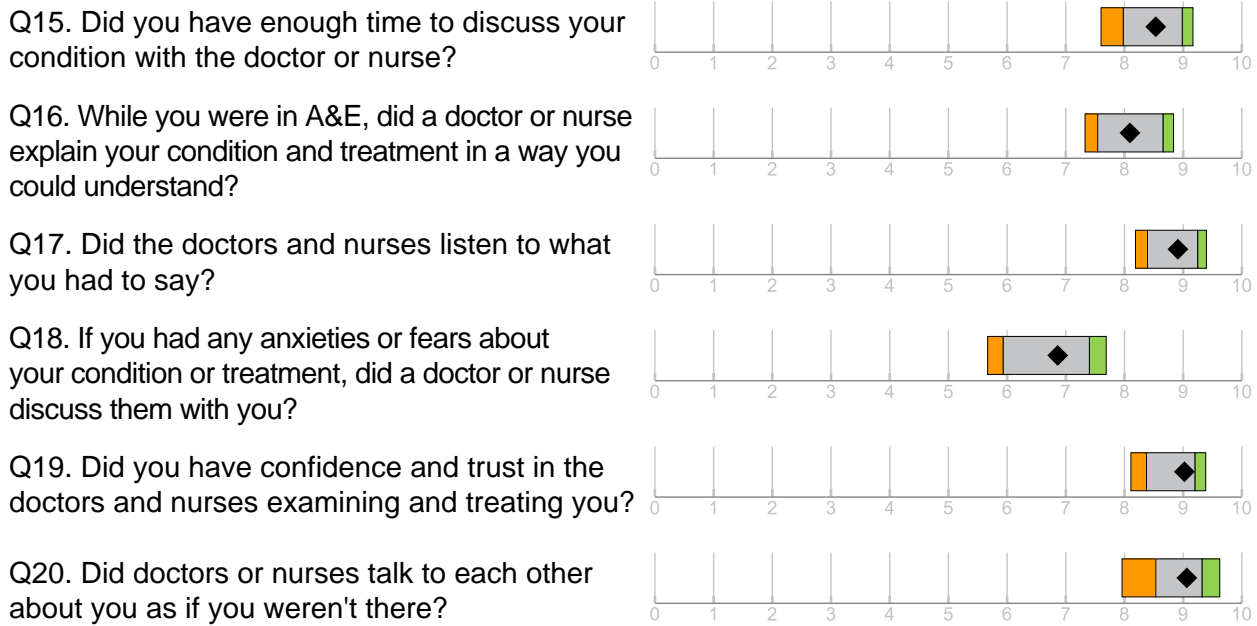 Q15. Did you have enough time to discuss your
condition with the doctor or nurse?
0 1 2 3 4 5 6 7 8 9 10
Q16. While you were in A&E, did a doctor or nurse
explain your condition and treatment in a way you
could understand?
0 1 2 3 4 5 6 7 8 9 10
Q17. Did the doctors and nurses listen to what
you had to say?
0 1 2 3 4 5 6 7 8 9 10
Q18. If you had any anxieties or fears about
your condition or treatment, did a doctor or nurse
discuss them with you?
0 1 2 3 4 5 6 7 8 9 10
Q19. Did you have confidence and trust in the
doctors and nurses examining and treating you?
0 1 2 3 4 5 6 7 8 9 10
Q20. Did doctors or nurses talk to each other
about you as if you weren't there?
0 1 2 3 4 5 6 7 8 9 10